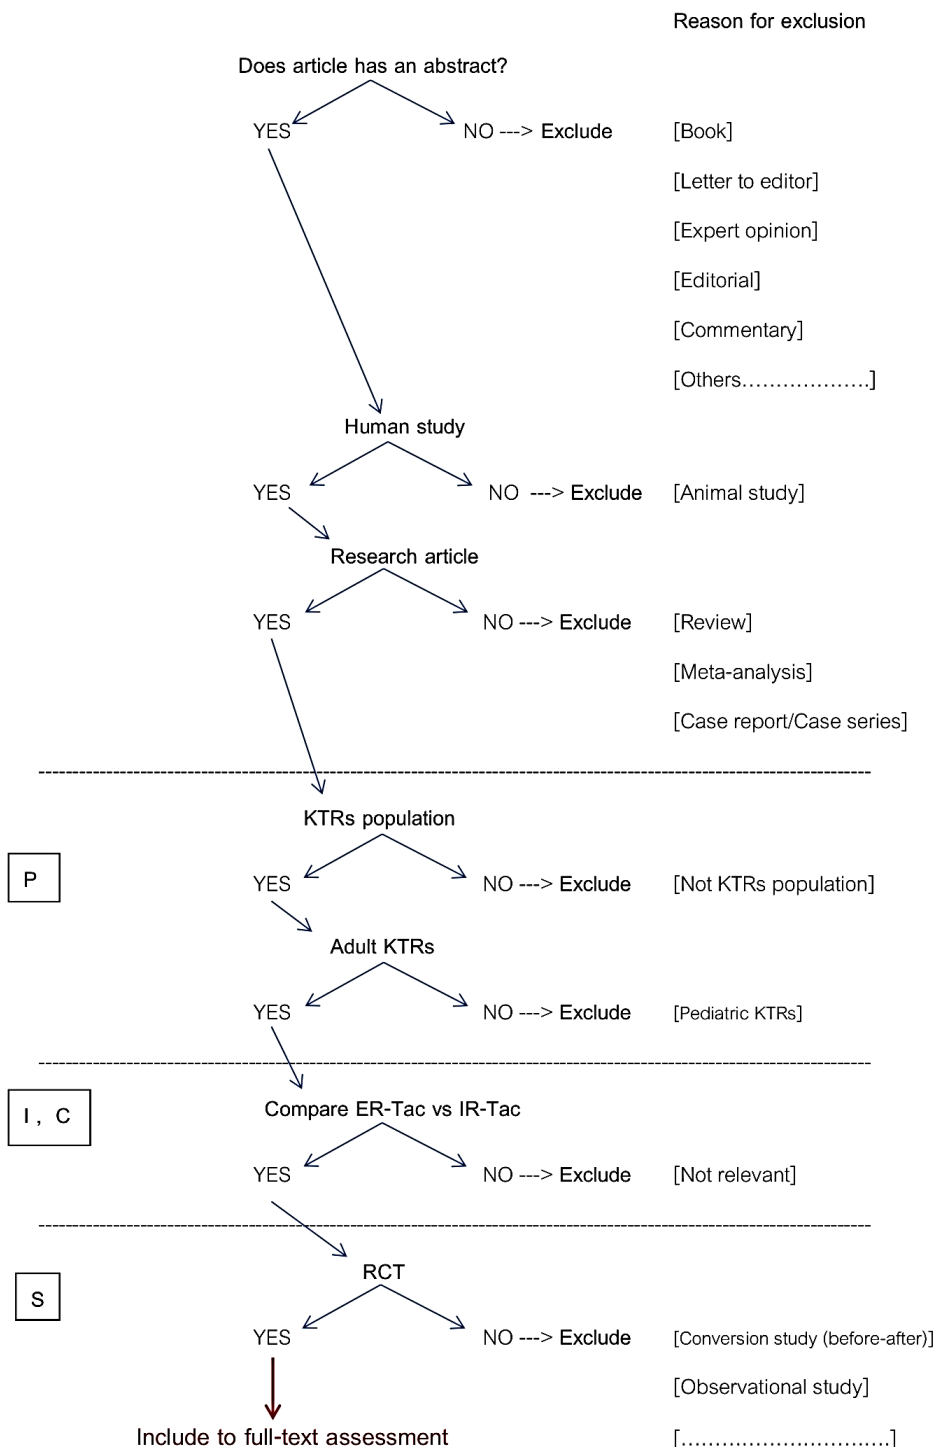 Reason for exclusion
Does article has an abstract?
YES NO ---> Exclude [Book]
[Letter to editor]
[Expert opinion]
[Editorial]
[Commentary]
[Others...................]
Human study
YES NO ---> Exclude [Animal study]
Research article
YES NO ---> Exclude [Review]
[Meta-analysis]
[Case report/Case series]
KTRs population
P
YES NO ---> Exclude [Not KTRs population]
Adult KTRs
YES NO ---> Exclude [Pediatric KTRs]
I , C
Compare ER-Tac vs IR-Tac
YES NO ---> Exclude [Not relevant]
RCT
S
YES NO ---> Exclude [Conversion study (before-after)]
[Observational study]
Include to full-text assessment [...............................]